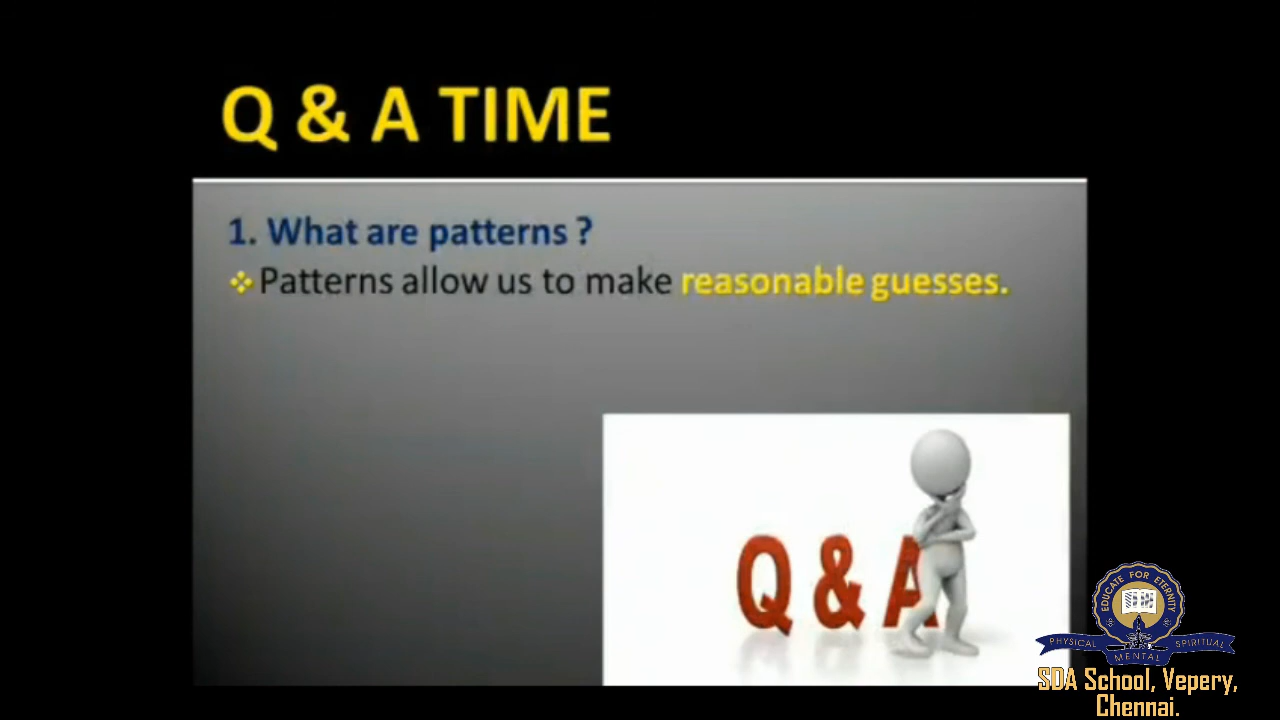 Q & A TIME
1. What are patterns ?
Patterns allow us to make reasonable guesses.
Q & A
EDUCATE FOR ETERNITY
PHYSICAL MENTAL SPIRITUAL
SDA School, Vepery,
Chennai.